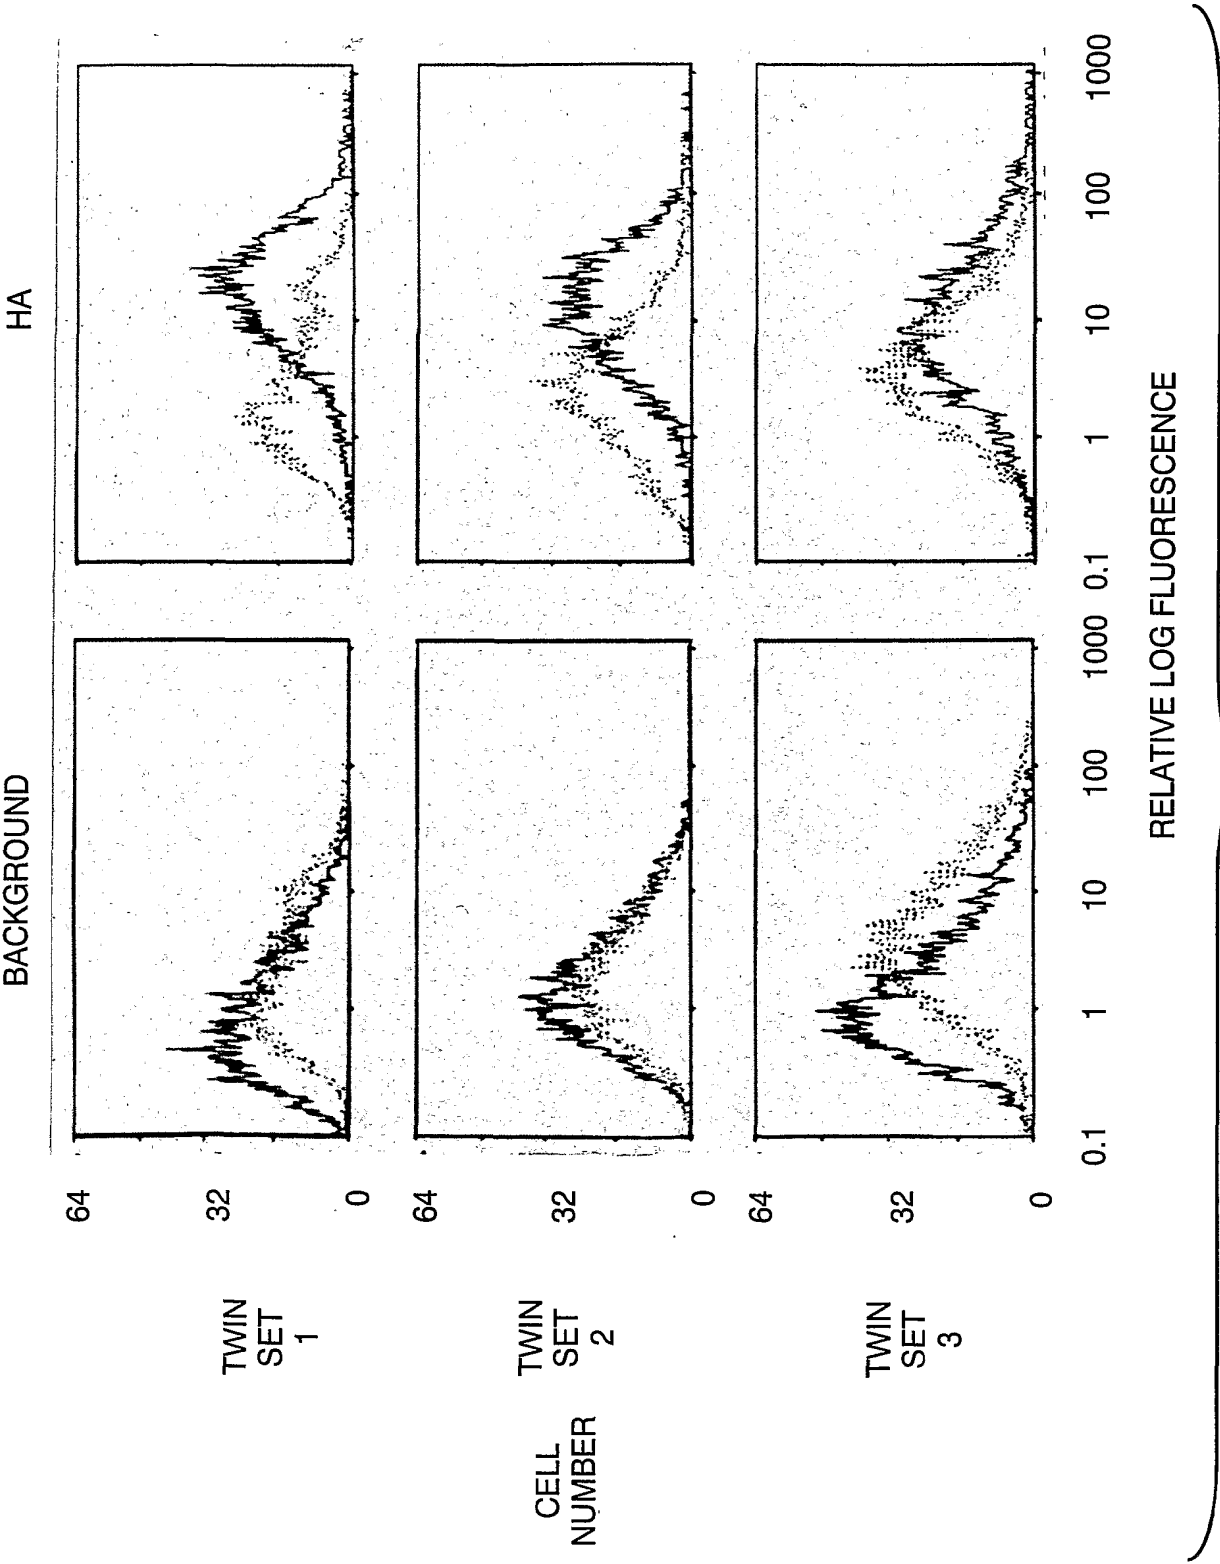 BACKGROUND
HA
TWIN
SET
1
64
32
0
CELL
NUMBER
TWIN
SET
2
64
32
0
TWIN
SET
3
64
32
0
0.1
1
10
100
1000
0.1
1
10
100
1000
RELATIVE LOG FLUORESCENCE